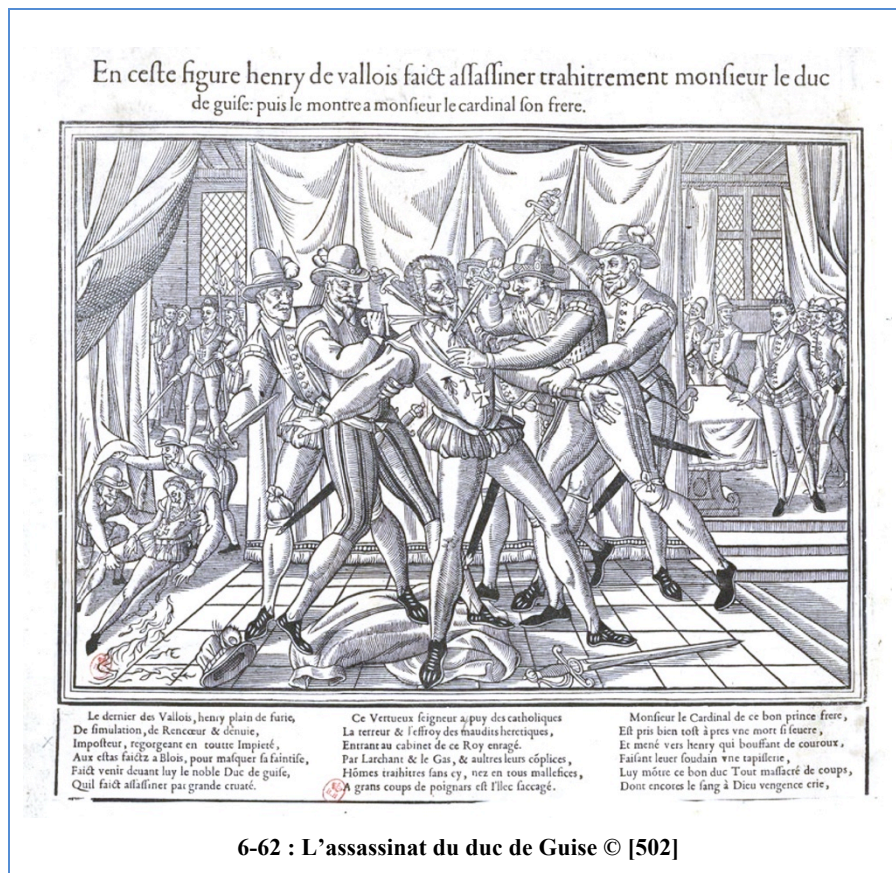 En ceſte figure henry de vallois faict aſſaſſiner trahitrement monſieur le duc
de guiſe: puis le montre a monſieur le cardinal ſon frere.
Le dernier des Vallois, henry plain de furie,
De ſimulation, de Rencœur & d'enuie,
Impoſteur, regorgeant en toutte Impieté,
Aux eſtas faictz a Blois, pour maſquer ſa faintiſe,
Faict venir deuant luy le noble Duc de guiſe,
Quil faict aſſaſſiner par grande cruaté.
Ce Vertueux ſeigneur appuy des catholiques
La terreur & l'effroy des maudits heretiques,
Entrant au cabinet de ce Roy enragé.
Par Larchant & le Gas, & aultres leurs cõplices,
Hõmes traihitres ſans cy, nez en tous malleſices,
A grans coups de poignars eſt l'llec ſaccagé.
Monſieur le Cardinal de ce bon prince frere,
Eſt pris bien toſt à pres vne mort ſi ſeuere,
Et mené vers henry qui bouffant de couroux,
Faiſant leuer ſoudain vne tapiſſerie,
Luy mõtre ce bon duc Tout maſſacré de coups,
Dont encores le ſang à Dieu vengence crie,
6-62 : L’assassinat du duc de Guise © [502]